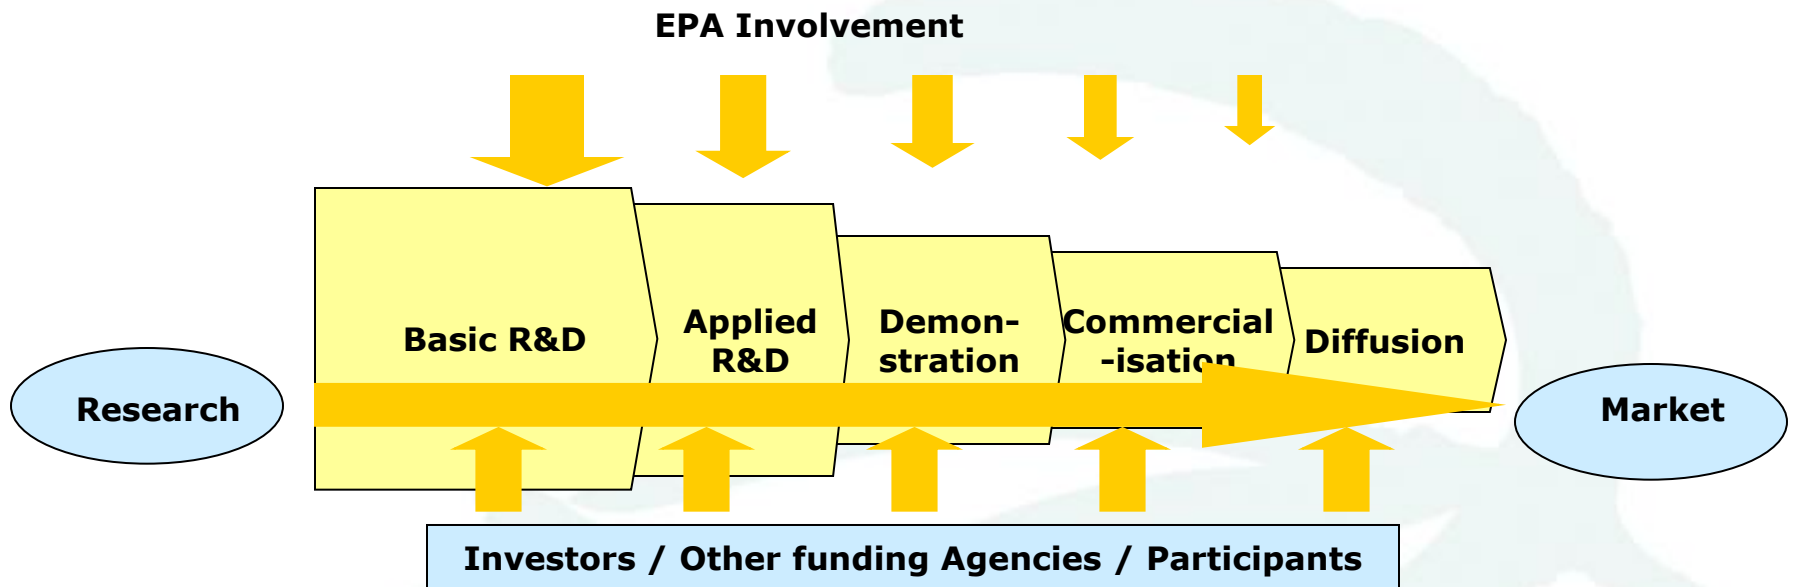 EPA Involvement
Basic R&D
Applied
R&D
Demon-
stration
Commercial
-isation
Diffusion
Research
Market
Investors / Other funding Agencies / Participants